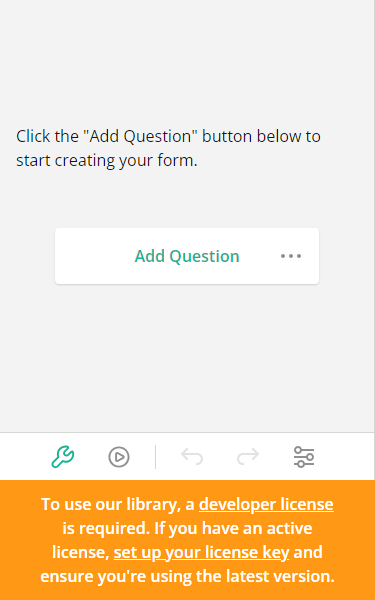 Click the "Add Question" button below to
start creating your form.
Add Question
To use our library, a developer license
is required. If you have an active
license, set up your license key and
ensure you're using the latest version.